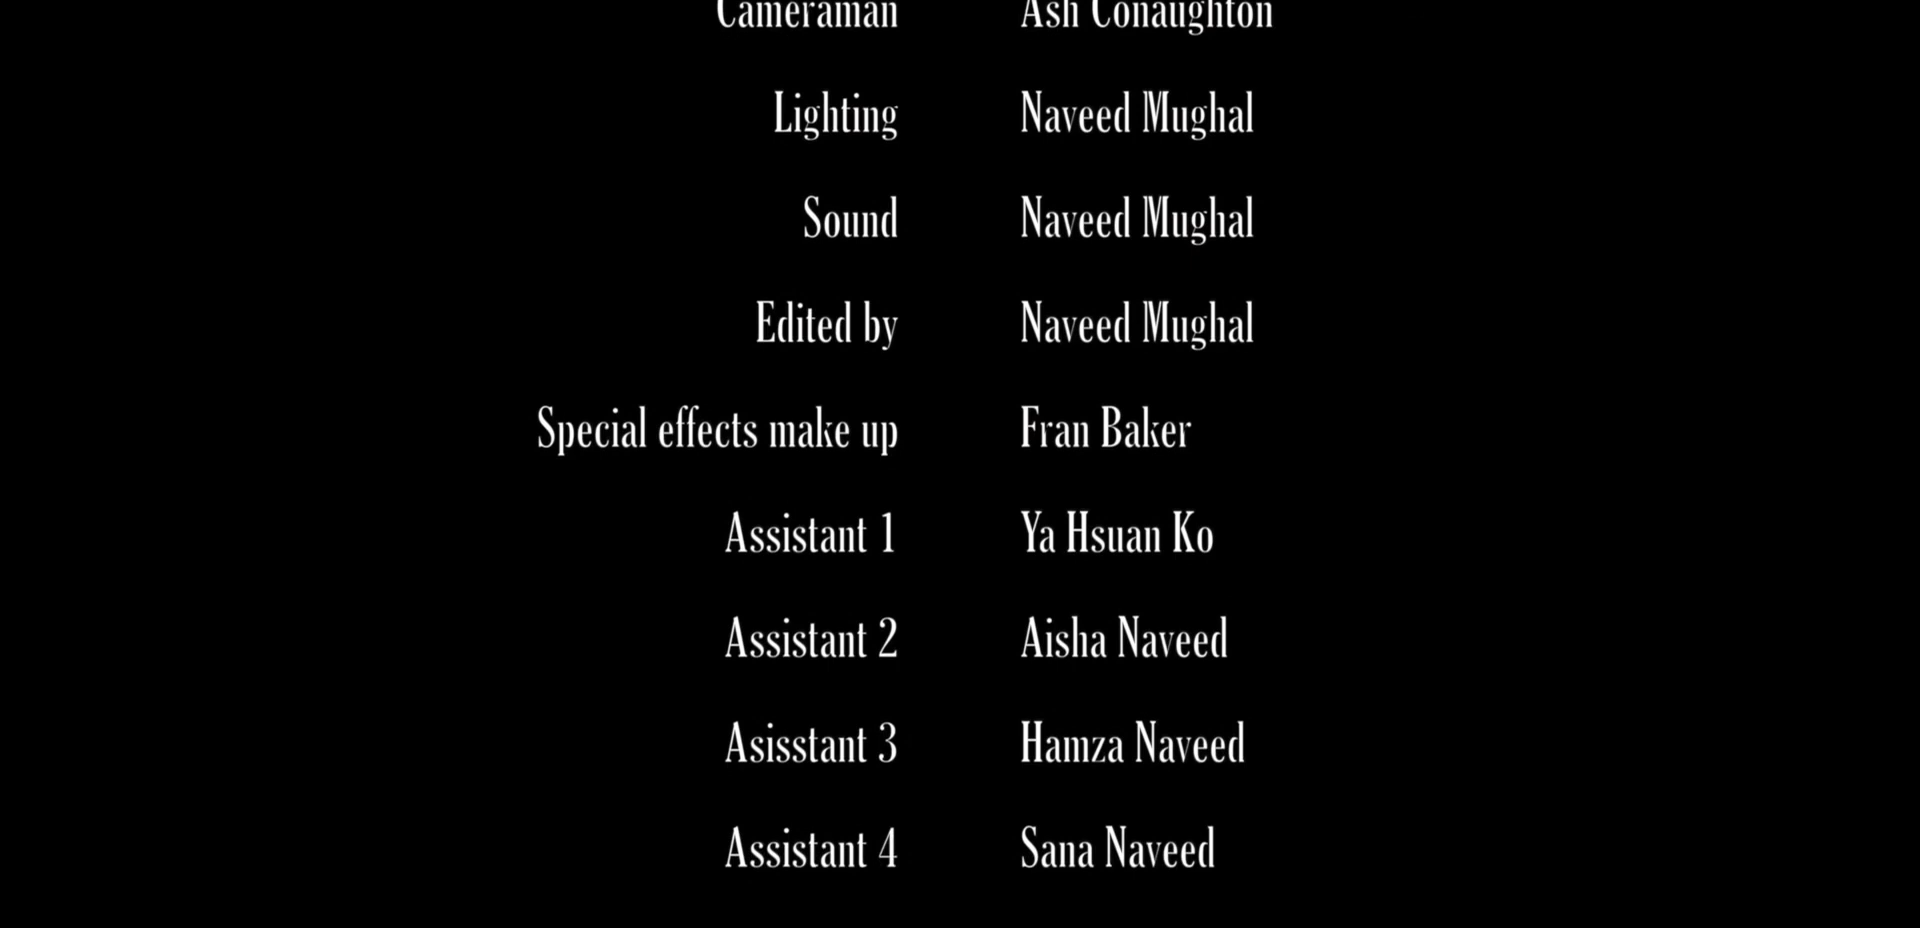 Cameraman Ash Conaughton
Lighting Naveed Mughal
Sound Naveed Mughal
Edited by Naveed Mughal
Special effects make up Fran Baker
Assistant 1 Ya Hsuan Ko
Assistant 2 Aisha Naveed
Asisstant 3 Hamza Naveed
Assistant 4 Sana Naveed